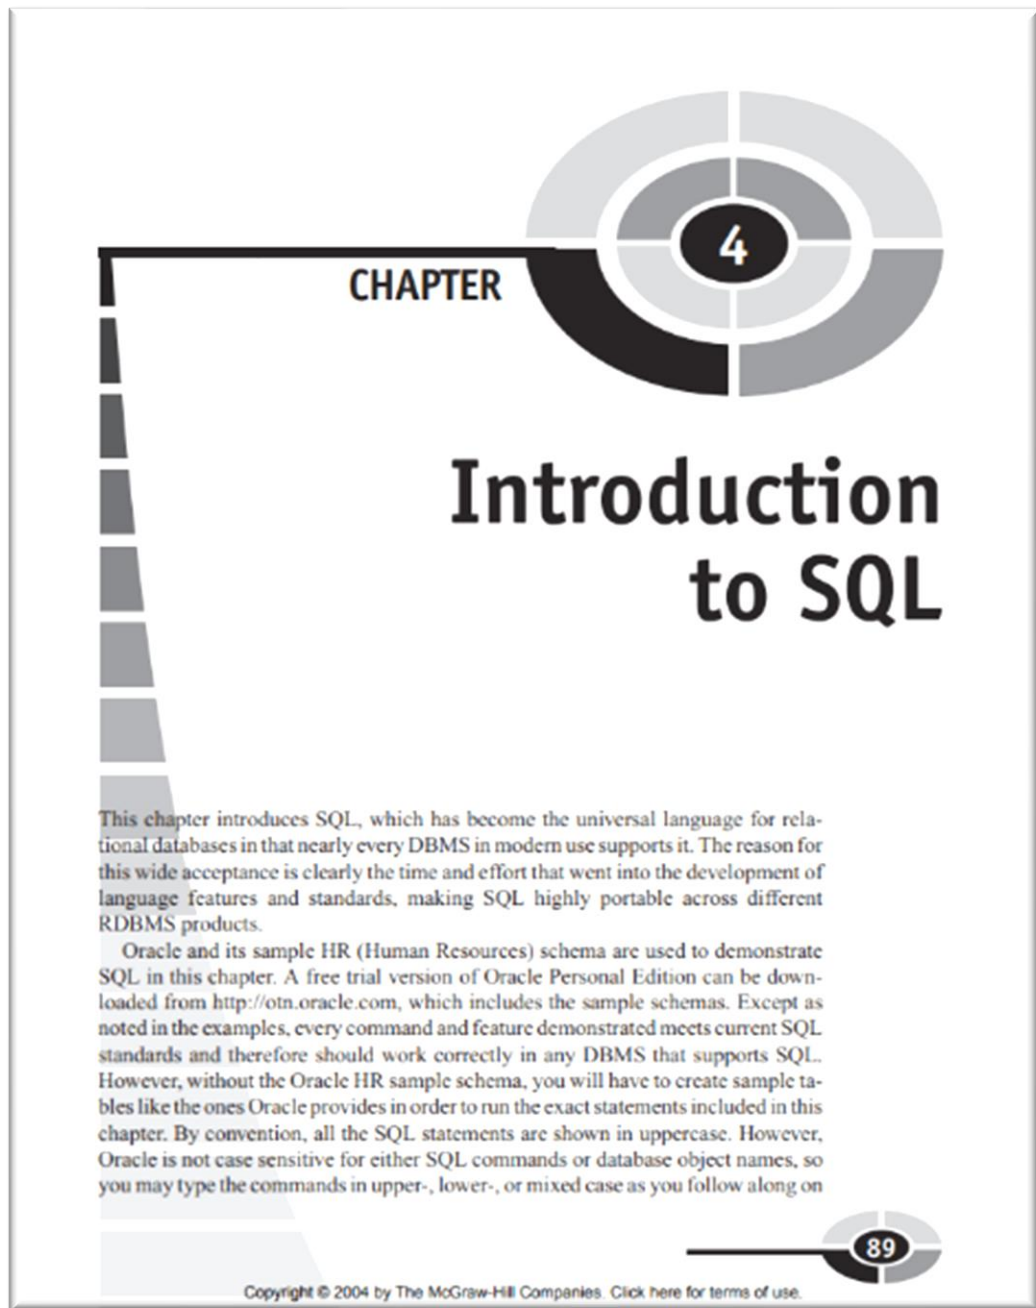 4
CHAPTER
Introduction
to SQL
This chapter introduces SQL, which has become the universal language for rela-
tional databases in that nearly every DBMS in modern use supports it. The reason for
this wide acceptance is clearly the time and effort that went into the development of
language features and standards, making SQL highly portable across different
RDBMS products.
Oracle and its sample HR (Human Resources) schema are used to demonstrate
SQL in this chapter. A free trial version of Oracle Personal Edition can be down-
loaded from http://otn.oracle.com, which includes the sample schemas. Except as
noted in the examples, every command and feature demonstrated meets current SQL
standards and therefore should work correctly in any DBMS that supports SQL.
However, without the Oracle HR sample schema, you will have to create sample ta-
bles like the ones Oracle provides in order to run the exact statements included in this
chapter. By convention, all the SQL statements are shown in uppercase. However,
Oracle is not case sensitive for either SQL commands or database object names, so
you may type the commands in upper-, lower-, or mixed case as you follow along on
89
Copyright © 2004 by The McGraw-Hill Companies. Click here for terms of use.